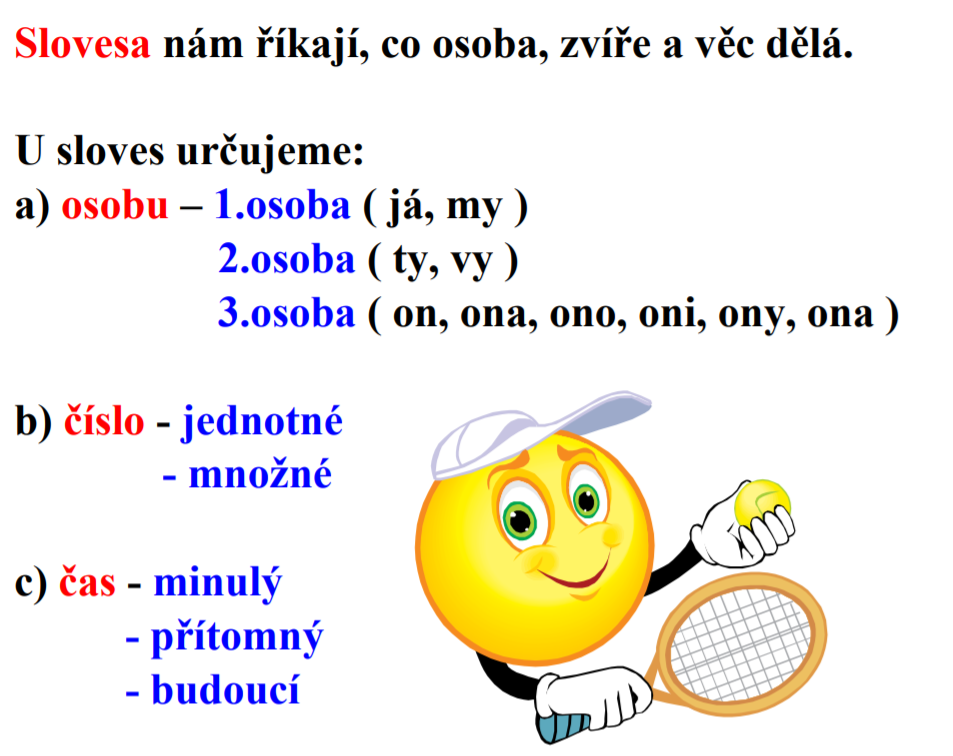 Slovesa nám říkají, co osoba, zvíře a věc dělá.
U sloves určujeme:
a) osobu – 1.osoba ( já, my )
2.osoba ( ty, vy )
3.osoba ( on, ona, ono, oni, ony, ona )
b) číslo - jednotné
- množné
c) čas - minulý
- přítomný
- budoucí